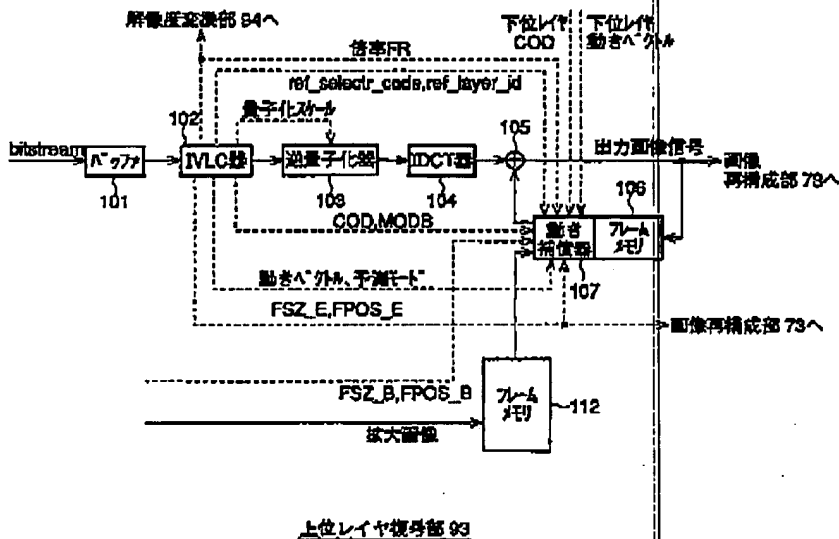 解像度変換部 94へ
下位レイヤ
COD
下位レイヤ
動きベクトル
倍率FR
ref_selectr_code,ref_layer_id
量子化スケール
102
105
出力画像信号
bitstream
バッファ
IVLC器
逆量子化器
IDCT器
画像
再構成部 73へ
101
103
104
106
COD,MODB
動き
補償器
フレーム
メモリ
107
動きベクトル、予測モード
FSZ_E,FPOS_E
画像再構成部 73へ
FSZ_B,FPOS_B
フレーム
メモリ
112
拡大画像
上位レイヤ復号部 93